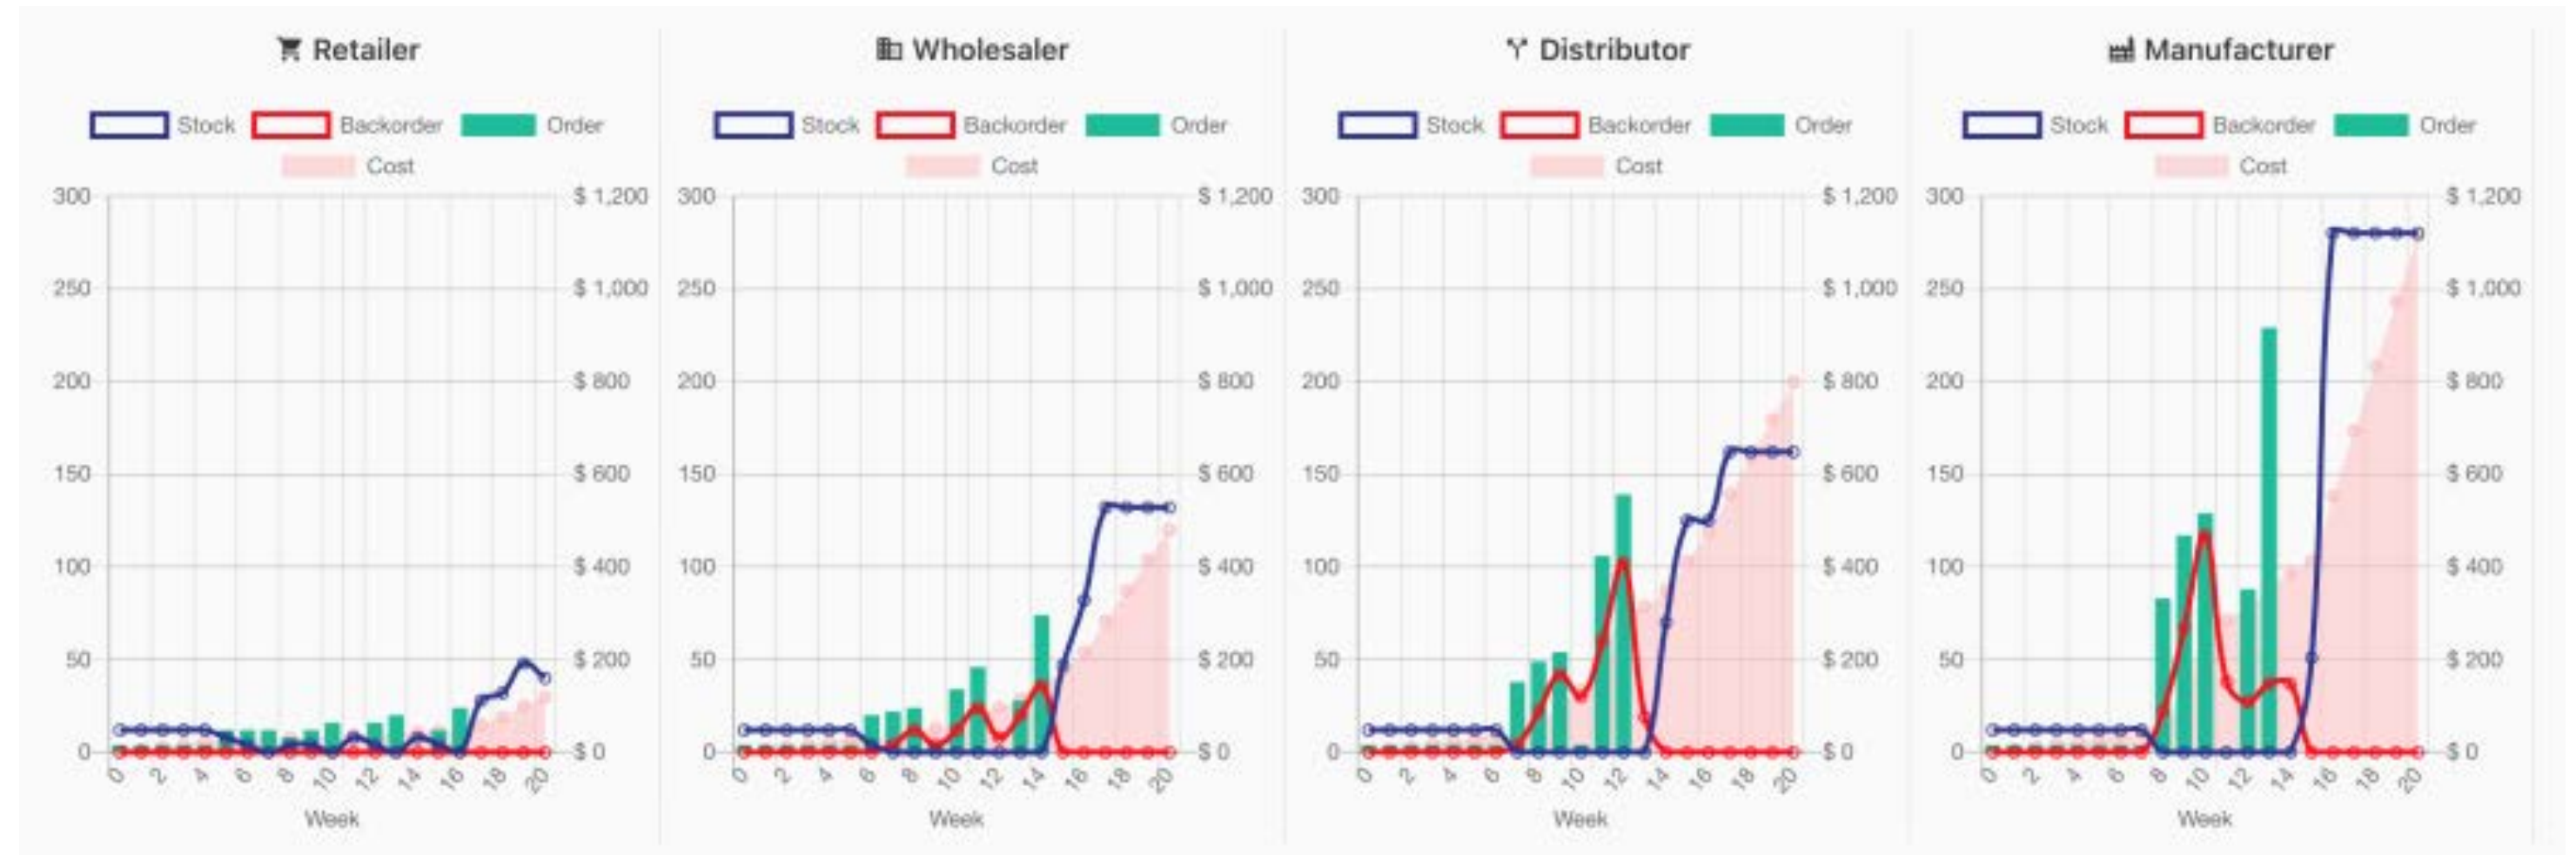 Retailer
Stock Backorder Order
Cost
300 $ 1,200
250 $ 1,000
200 $ 800
150 $ 600
100 $ 400
50 $ 200
0 $ 0
0 2 4 6 8 10 12 14 16 18 20
Week
Wholesaler
Stock Backorder Order
Cost
300 $ 1,200
250 $ 1,000
200 $ 800
150 $ 600
100 $ 400
50 $ 200
0 $ 0
0 2 4 6 8 10 12 14 16 18 20
Week
Distributor
Stock Backorder Order
Cost
300 $ 1,200
250 $ 1,000
200 $ 800
150 $ 600
100 $ 400
50 $ 200
0 $ 0
0 2 4 6 8 10 12 14 16 18 20
Week
Manufacturer
Stock Backorder Order
Cost
300 $ 1,200
250 $ 1,000
200 $ 800
150 $ 600
100 $ 400
50 $ 200
0 $ 0
0 2 4 6 8 10 12 14 16 18 20
Week